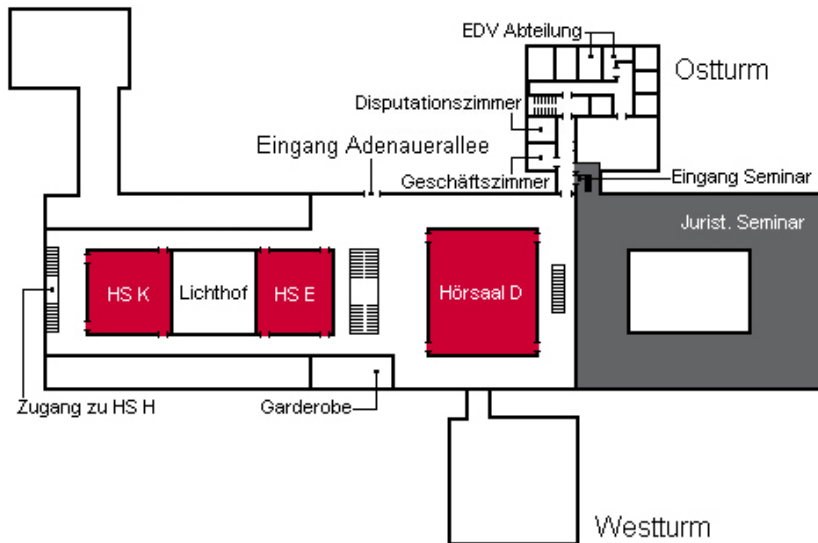 EDV Abteilung
Ostturm
Disputationszimmer
Eingang Adenauerallee
Geschäftszimmer
Eingang Seminar
Jurist. Seminar
HS K
Lichthof
HS E
Hörsaal D
Zugang zu HS H
Garderobe
Westturm